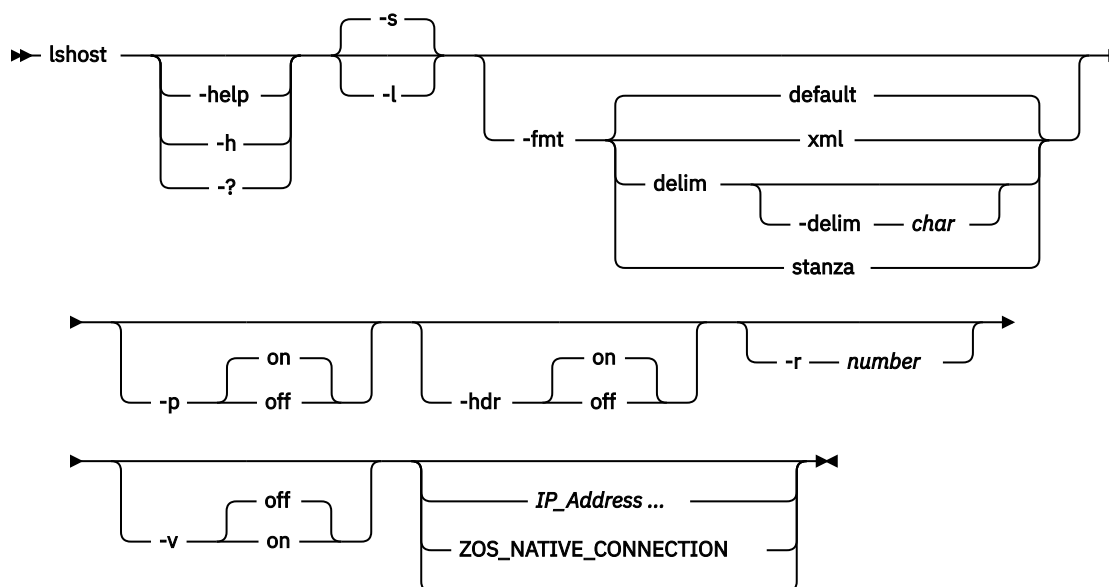 lshost
-help
-h
-?
-s
-l
-fmt
default
xml
delim
-delim char
stanza
-p
on
off
-hdr
on
off
-r number
-v
off
on
IP_Address ...
ZOS_NATIVE_CONNECTION